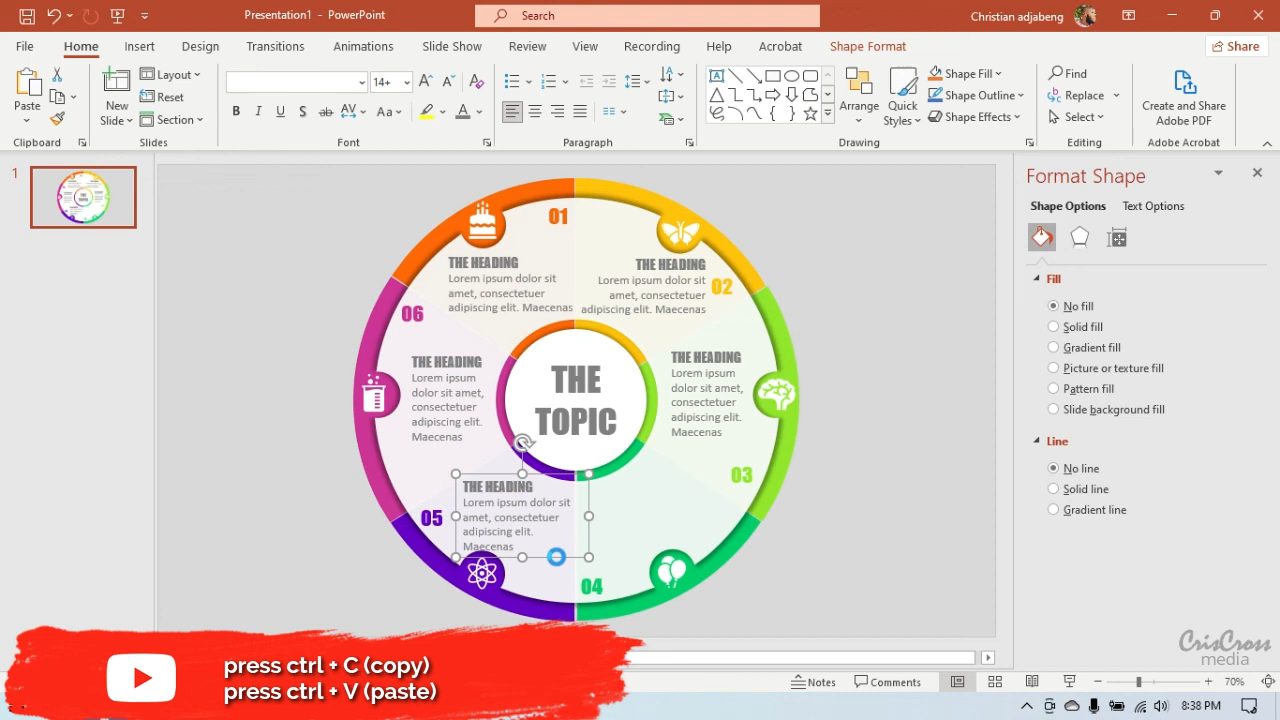 Presentation1 - PowerPoint
Search
Christian adjabeng
File
Home
Insert
Design
Transitions
Animations
Slide Show
Review
View
Recording
Help
Acrobat
Shape Format
Share
Paste
Clipboard
New
Slide
Layout
Reset
Section
Slides
14+
B I U S ab AV Aa A
Font
Paragraph
Arrange
Quick
Styles
Shape Fill
Shape Outline
Shape Effects
Drawing
Find
Replace
Select
Editing
Create and Share
Adobe PDF
Adobe Acrobat
1
01
THE HEADING
Lorem ipsum dolor sit
amet, consectetuer
adipiscing elit. Maecenas
THE HEADING
Lorem ipsum dolor sit
amet, consectetuer
adipiscing elit. Maecenas
02
06
THE HEADING
Lorem ipsum
dolor sit amet,
consectetuer
adipiscing elit.
Maecenas
THE
TOPIC
THE HEADING
Lorem ipsum
dolor sit amet,
consectetuer
adipiscing elit.
Maecenas
03
THE HEADING
Lorem ipsum dolor sit
amet, consectetuer
adipiscing elit.
Maecenas
05
04
Format Shape
Shape Options
Text Options
Fill
No fill
Solid fill
Gradient fill
Picture or texture fill
Pattern fill
Slide background fill
Line
No line
Solid line
Gradient line
CrisCross
media
press ctrl + C (copy)
press ctrl + V (paste)
Notes
Comments
70%
8:38 PM